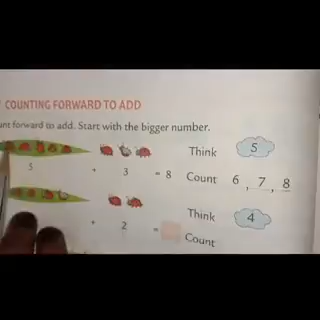 COUNTING FORWARD TO ADD
unt forward to add. Start with the bigger number.
Think 5
5 + 3 = 8 Count 6, 7, 8
Think 4
+ 2 =
Count